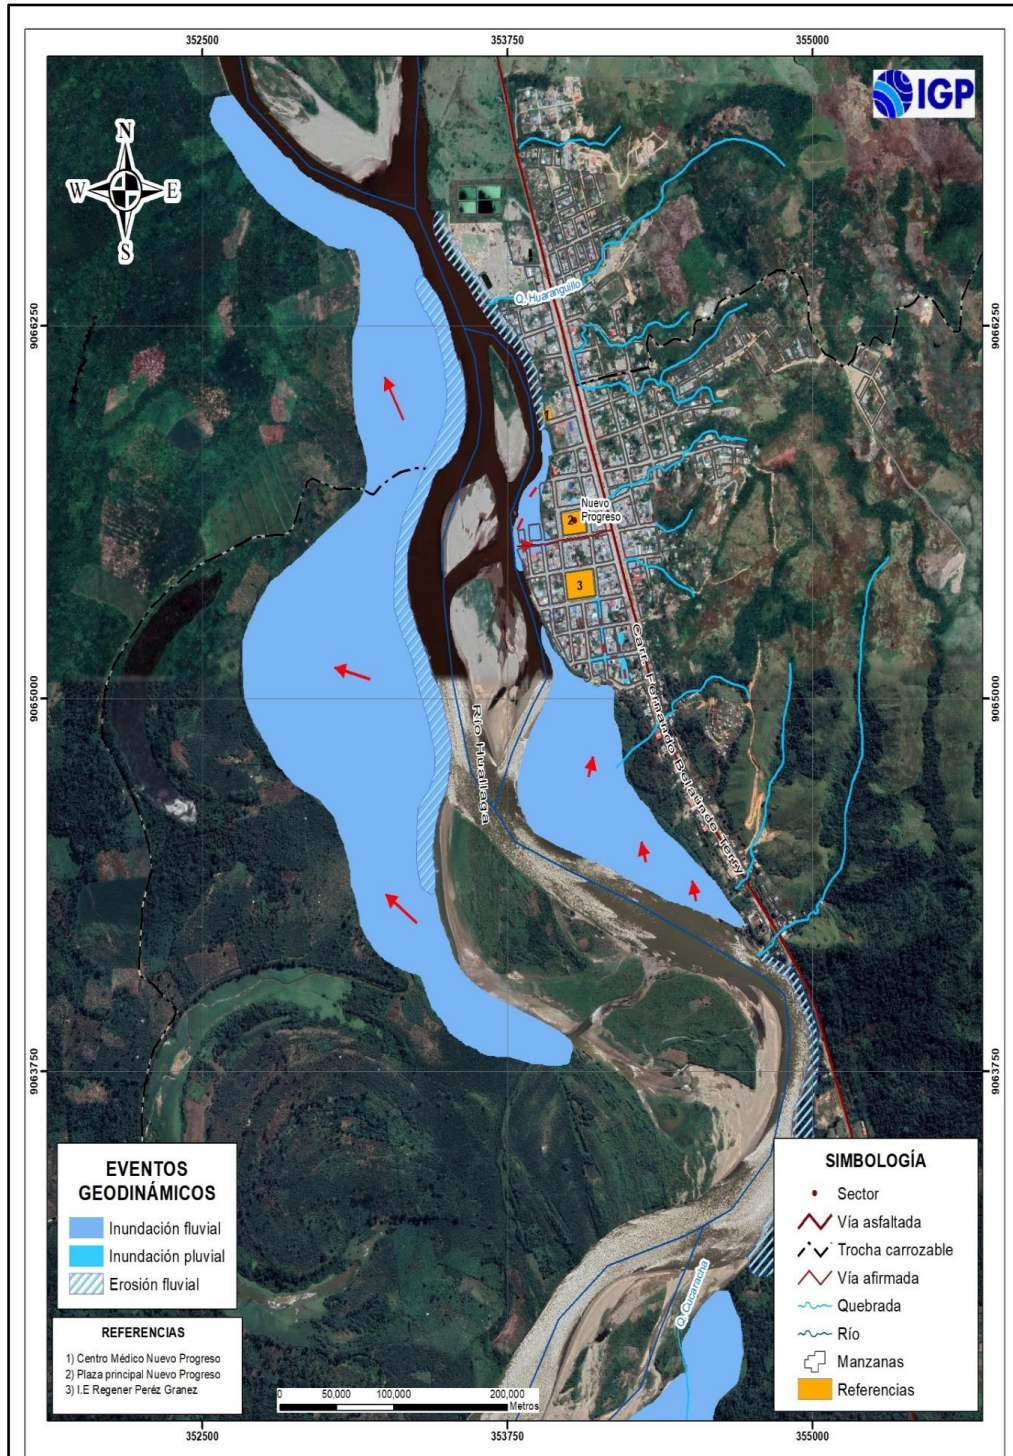 352500
353750
355000
IGP
N
W
E
S
Q. Huaranguillo
9066250
9066250
1
Nuevo
Progreso
2
3
Carr. Fernando Belaúnde Terry
9065000
9065000
Río Huallaga
9063750
9063750
Q. Cucaracha
EVENTOS
GEODINÁMICOS
Inundación fluvial
Inundación pluvial
Erosión fluvial
REFERENCIAS
1) Centro Médico Nuevo Progreso
2) Plaza principal Nuevo Progreso
3) I.E Regener Peréz Granez
0 50,000 100,000 200,000
Metros
SIMBOLOGÍA
Sector
Vía asfaltada
Trocha carrozable
Vía afirmada
Quebrada
Río
Manzanas
Referencias
352500
353750
355000